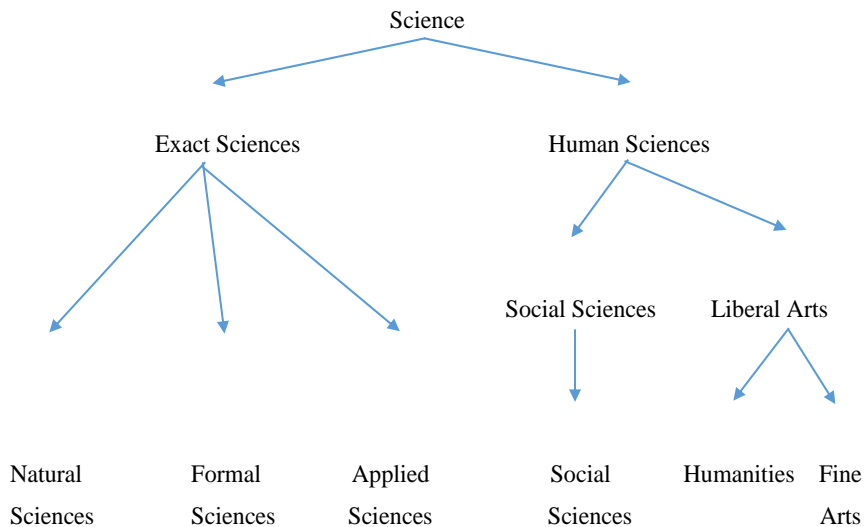 Science
Exact Sciences Human Sciences
Social Sciences Liberal Arts
Natural Formal Applied Social Humanities Fine
Sciences Sciences Sciences Sciences Arts